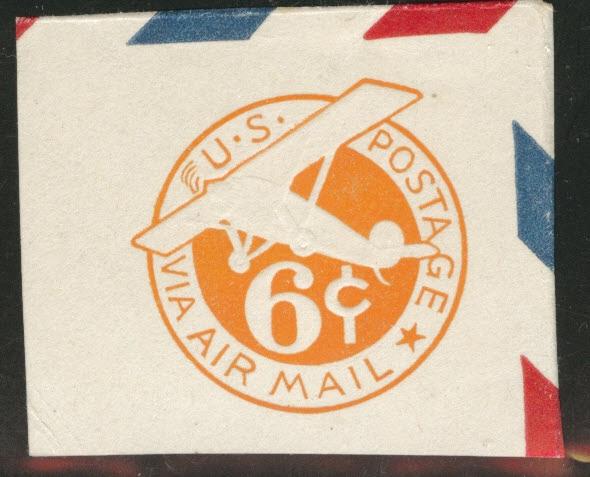 U.S. POSTAGE
6¢
VIA AIR MAIL